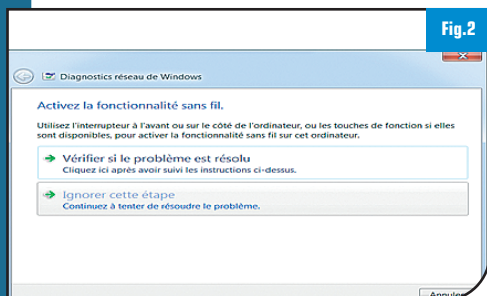 Fig.2
Diagnostics réseau de Windows
Activez la fonctionnalité sans fil.
Utilisez l'interrupteur à l'avant ou sur le côté de l'ordinateur, ou les touches de fonction si elles
sont disponibles, pour activer la fonctionnalité sans fil sur cet ordinateur.
Vérifier si le problème est résolu
Cliquez ici après avoir suivi les instructions ci-dessus.
Ignorer cette étape
Continuez à tenter de résoudre le problème.
Annuler